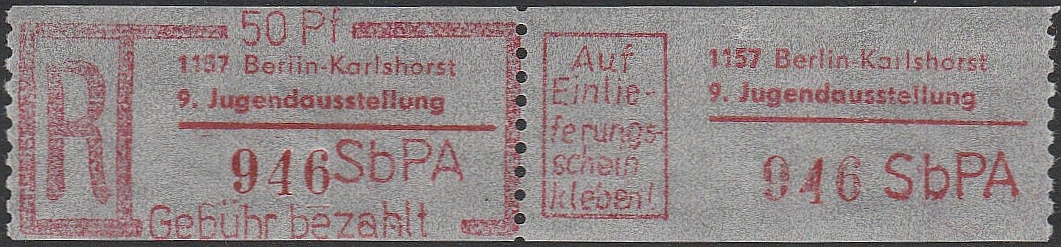 50 Pf
R
1157 Berlin-Karlshorst
9. Jugendausstellung
946 SbPA
Gebühr bezahlt
Auf
Einlie-
ferungs-
schein
kleben!
1157 Berlin-Karlshorst
9. Jugendausstellung
946 SbPA